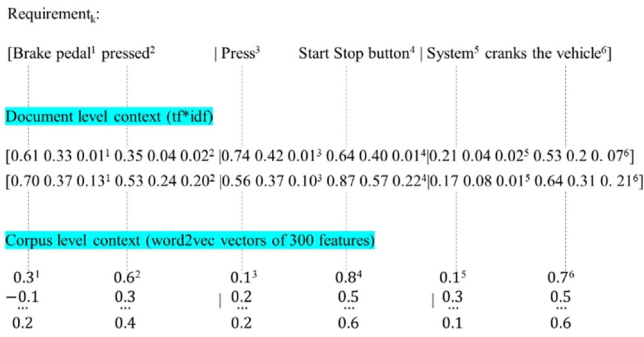 Requirementₖ:
[Brake pedal¹ pressed² | Press³ Start Stop button⁴ | System⁵ cranks the vehicle⁶]
Document level context (tf*idf)
[0.61 0.33 0.01¹ 0.35 0.04 0.02² |0.74 0.42 0.01³ 0.64 0.40 0.01⁴|0.21 0.04 0.02⁵ 0.53 0.2 0. 07⁶]
[0.70 0.37 0.13¹ 0.53 0.24 0.20² |0.56 0.37 0.10³ 0.87 0.57 0.22⁴|0.17 0.08 0.01⁵ 0.64 0.31 0. 21⁶]
Corpus level context (word2vec vectors of 300 features)
0.3¹ 0.6² 0.1³ 0.8⁴ 0.1⁵ 0.7⁶
−0.1 0.3 | 0.2 0.5 | 0.3 0.5
... ... ... ... ... ...
0.2 0.4 0.2 0.6 0.1 0.6